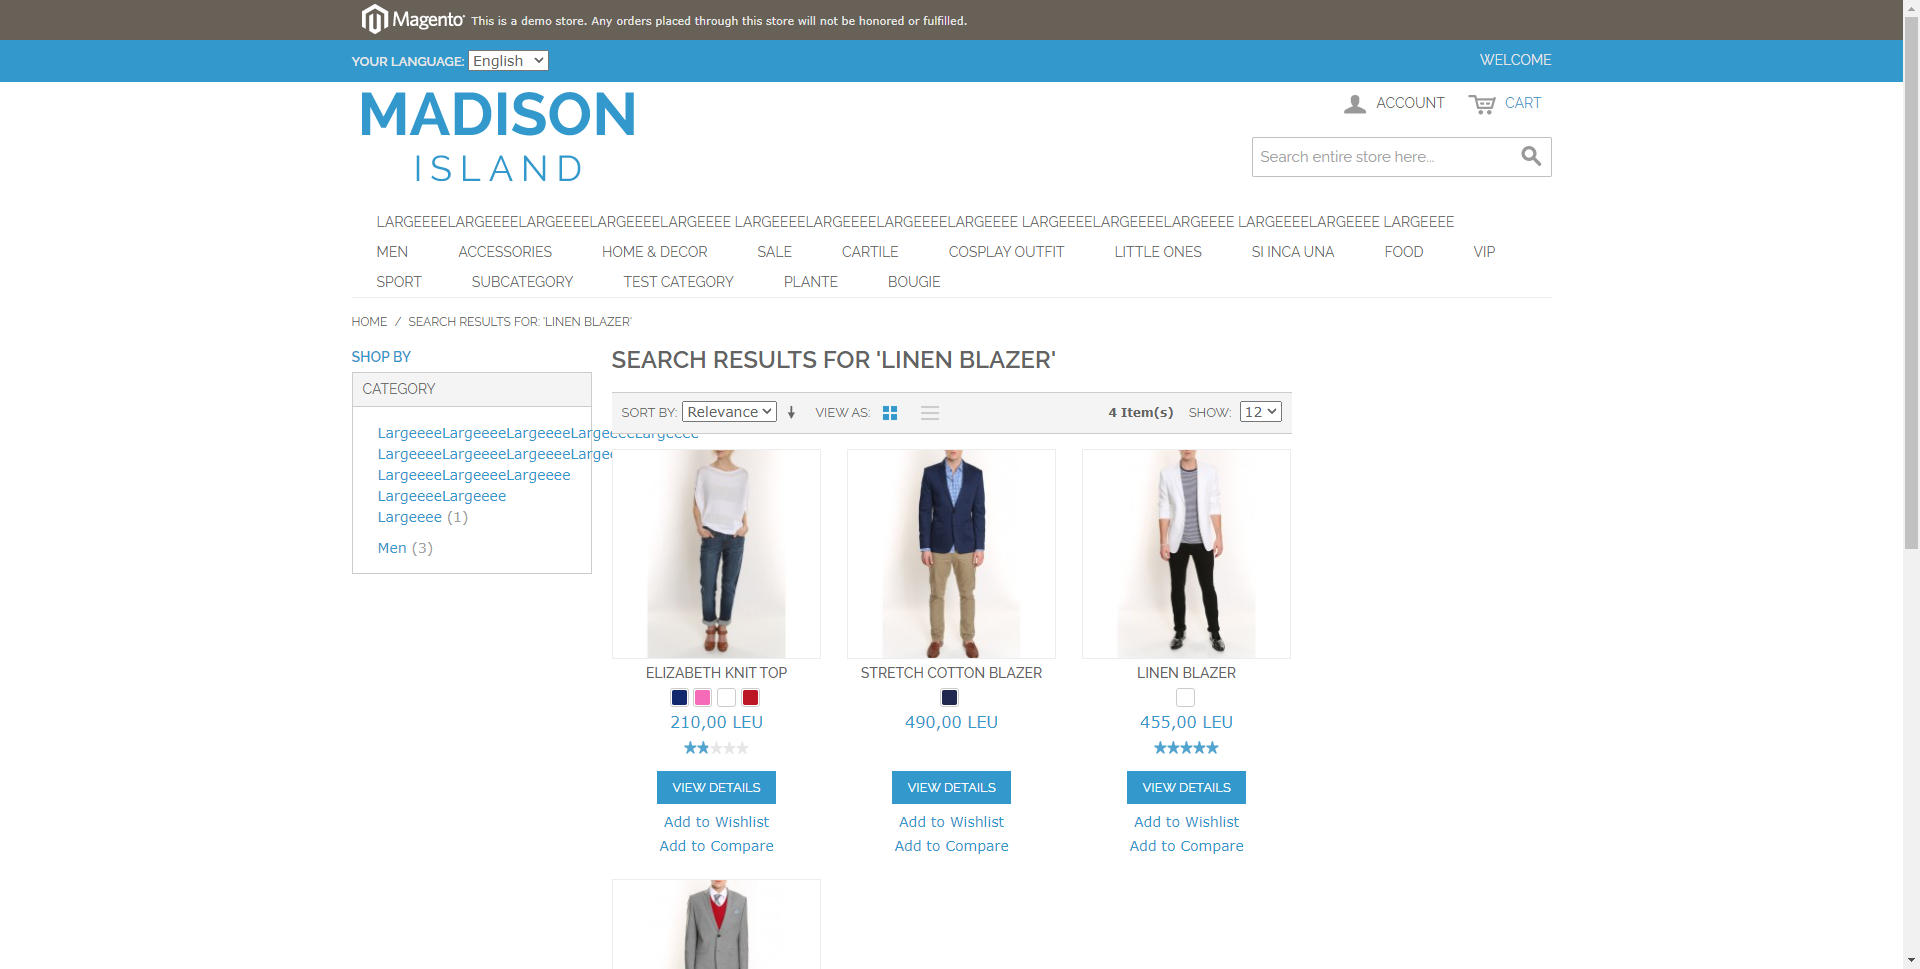 Magento This is a demo store. Any orders placed through this store will not be honored or fulfilled.
YOUR LANGUAGE: English
WELCOME
MADISON
ISLAND
ACCOUNT
CART
Search entire store here...
LARGEEEELARGEEEELARGEEEELARGEEEELARGEEEE LARGEEEELARGEEEELARGEEEELARGEEEE LARGEEEELARGEEEELARGEEEE LARGEEEELARGEEEE LARGEEEE
MEN ACCESSORIES HOME & DECOR SALE CARTILE COSPLAY OUTFIT LITTLE ONES SI INCA UNA FOOD VIP
SPORT SUBCATEGORY TEST CATEGORY PLANTE BOUGIE
HOME / SEARCH RESULTS FOR: 'LINEN BLAZER'
SHOP BY
CATEGORY
LargeeeeLargeeeeLargeeeeLargeeeeLargeeee
LargeeeeLargeeeeLargeeeeLargee
LargeeeeLargeeeeLargeeee
LargeeeeLargeeee
Largeeee (1)
Men (3)
SEARCH RESULTS FOR 'LINEN BLAZER'
SORT BY: Relevance VIEW AS: 4 Item(s) SHOW: 12
ELIZABETH KNIT TOP
210,00 LEU
VIEW DETAILS
Add to Wishlist
Add to Compare
STRETCH COTTON BLAZER
490,00 LEU
VIEW DETAILS
Add to Wishlist
Add to Compare
LINEN BLAZER
455,00 LEU
VIEW DETAILS
Add to Wishlist
Add to Compare